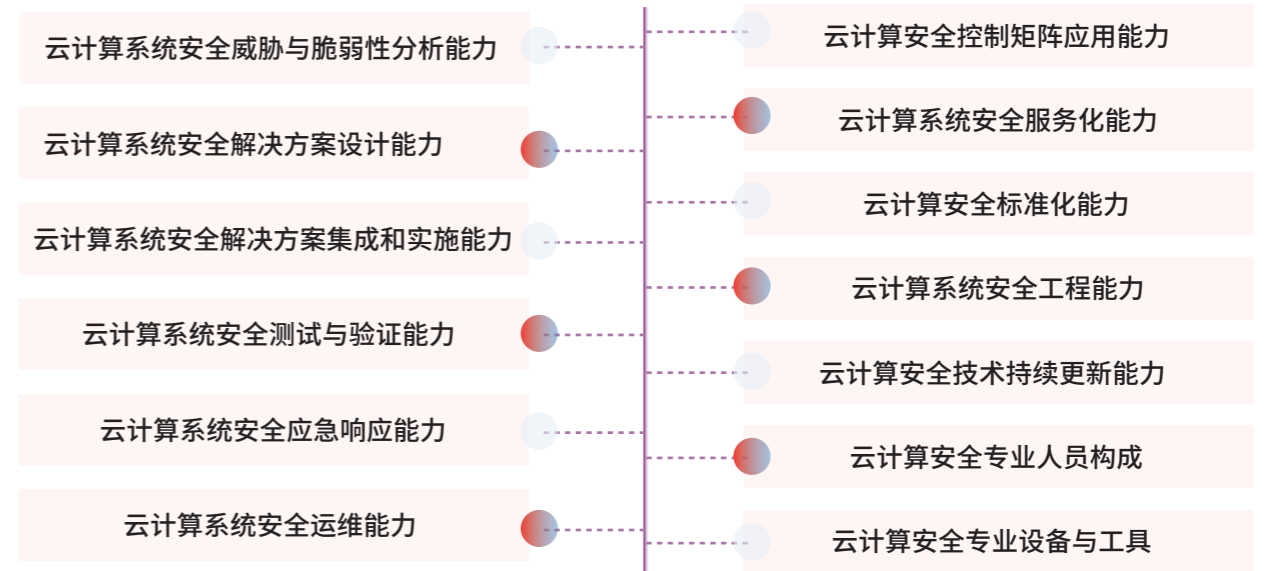 云计算系统安全威胁与脆弱性分析能力
云计算系统安全解决方案设计能力
云计算系统安全解决方案集成和实施能力
云计算系统安全测试与验证能力
云计算系统安全应急响应能力
云计算系统安全运维能力
云计算安全控制矩阵应用能力
云计算系统安全服务化能力
云计算安全标准化能力
云计算系统安全工程能力
云计算安全技术持续更新能力
云计算安全专业人员构成
云计算安全专业设备与工具